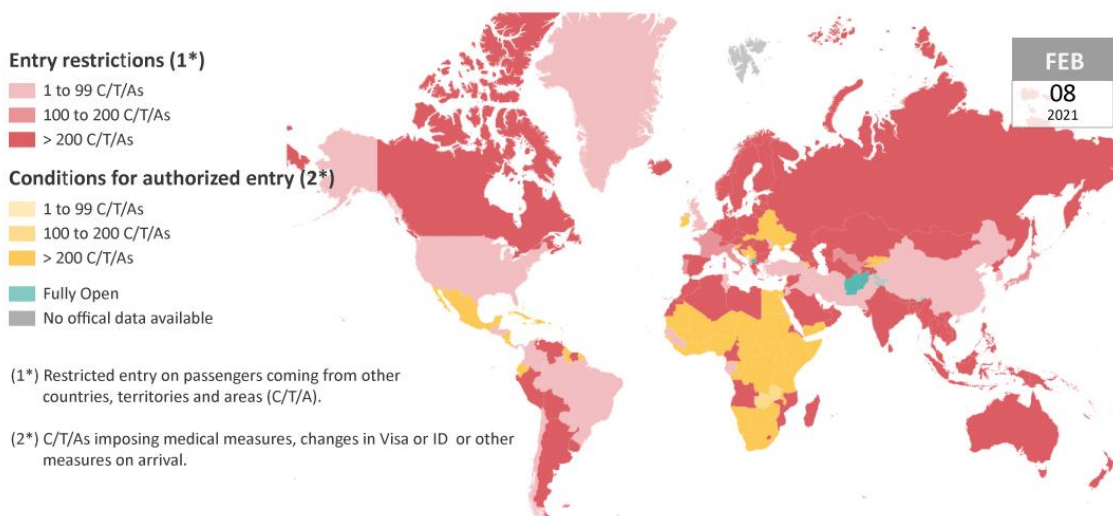 Entry restrictions (1*)
1 to 99 C/T/As
100 to 200 C/T/As
> 200 C/T/As
Conditions for authorized entry (2*)
1 to 99 C/T/As
100 to 200 C/T/As
> 200 C/T/As
Fully Open
No offical data available
(1*) Restricted entry on passengers coming from other
countries, territories and areas (C/T/A).
(2*) C/T/As imposing medical measures, changes in Visa or ID or other
measures on arrival.
FEB
08
2021